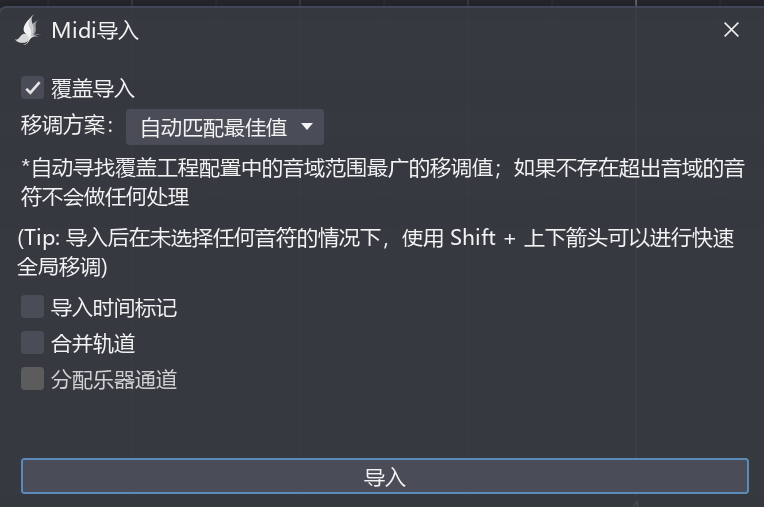 Midi导入
覆盖导入
移调方案：自动匹配最佳值
*自动寻找覆盖工程配置中的音域范围最广的移调值；如果不存在超出音域的音
符不会做任何处理
(Tip: 导入后在未选择任何音符的情况下，使用 Shift + 上下箭头可以进行快速
全局移调)
导入时间标记
合并轨道
分配乐器通道
导入